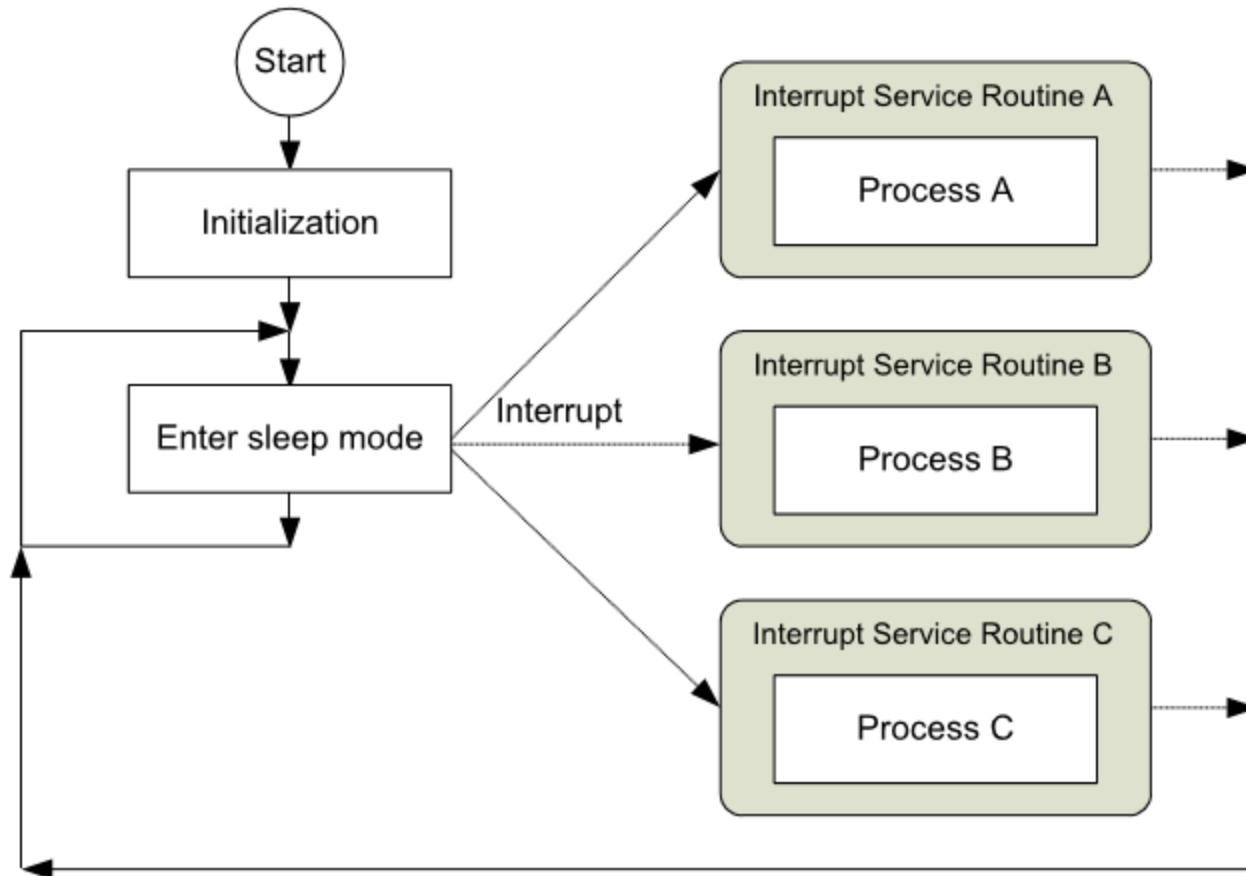 Start
Initialization
Enter sleep mode
Interrupt
Interrupt Service Routine A
Process A
Interrupt Service Routine B
Process B
Interrupt Service Routine C
Process C